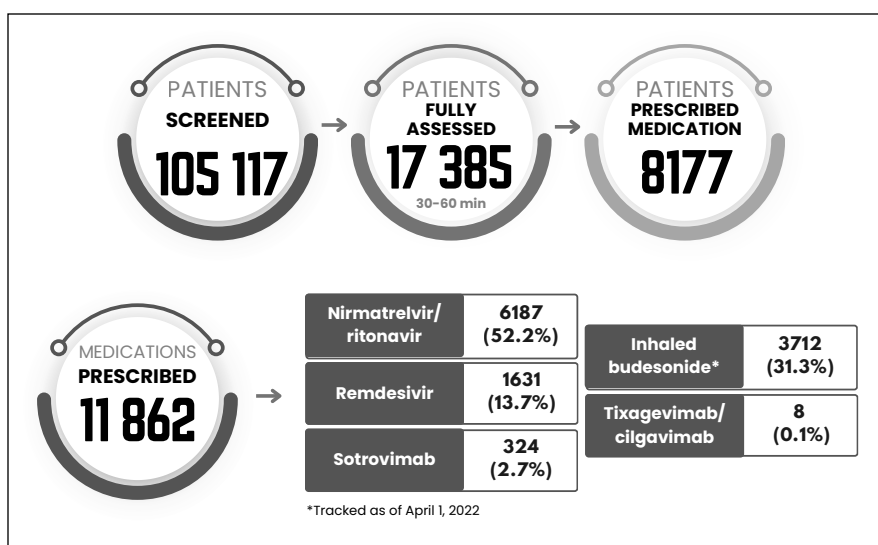 PATIENTS
SCREENED
105 117
PATIENTS
FULLY
ASSESSED
17 385
30-60 min
PATIENTS
PRESCRIBED
MEDICATION
8177
MEDICATIONS
PRESCRIBED
11 862
Nirmatrelvir/
ritonavir
6187
(52.2%)
Remdesivir
1631
(13.7%)
Sotrovimab
324
(2.7%)
Inhaled
budesonide*
3712
(31.3%)
Tixagevimab/
cilgavimab
8
(0.1%)
*Tracked as of April 1, 2022